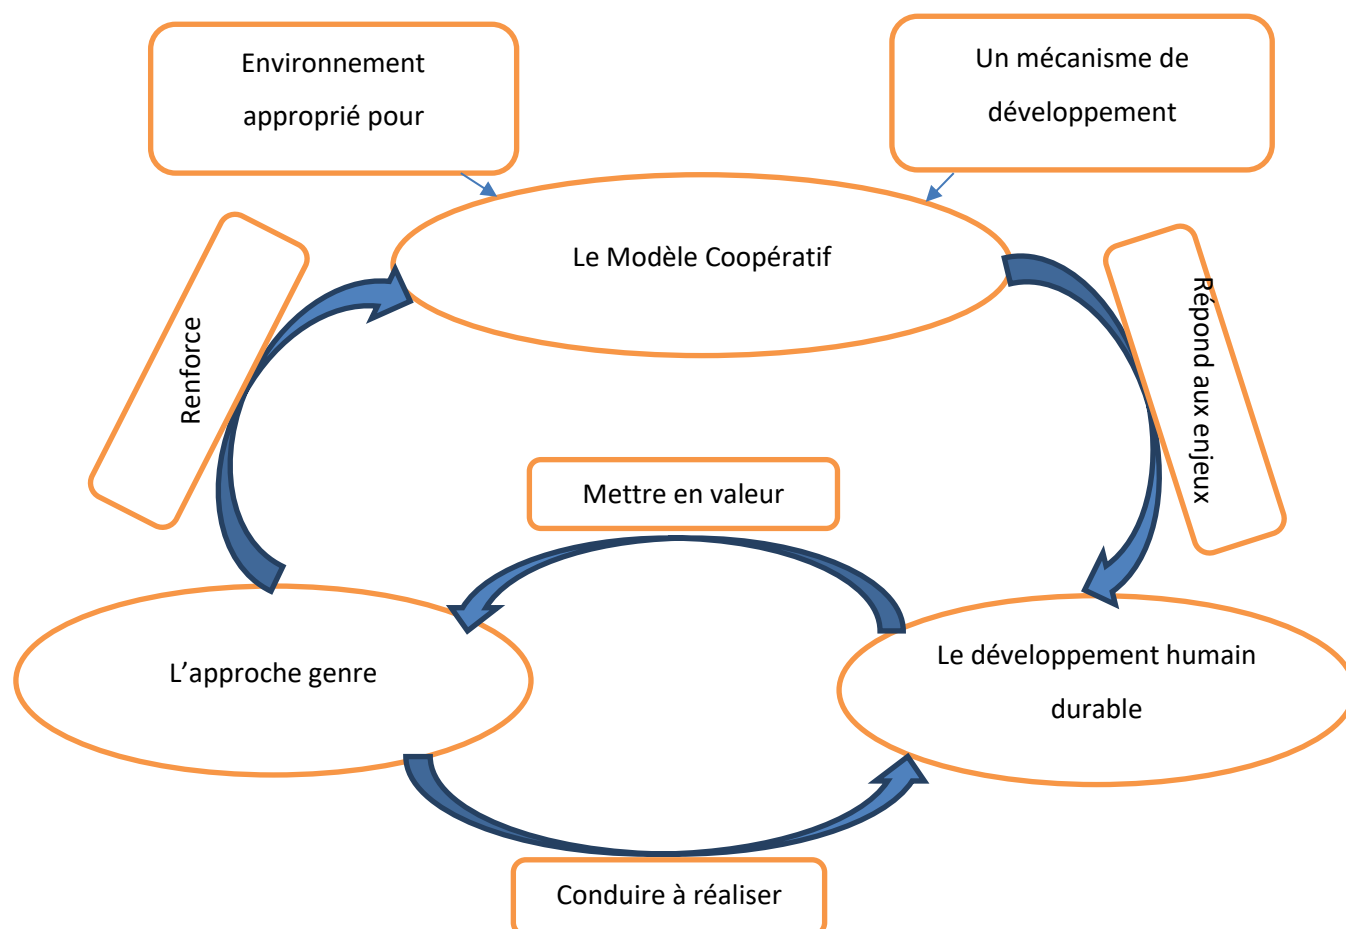 Environnement
approprié pour
Un mécanisme de
développement
Le Modèle Coopératif
Renforce
Répond aux enjeux
Mettre en valeur
L’approche genre
Le développement humain
durable
Conduire à réaliser